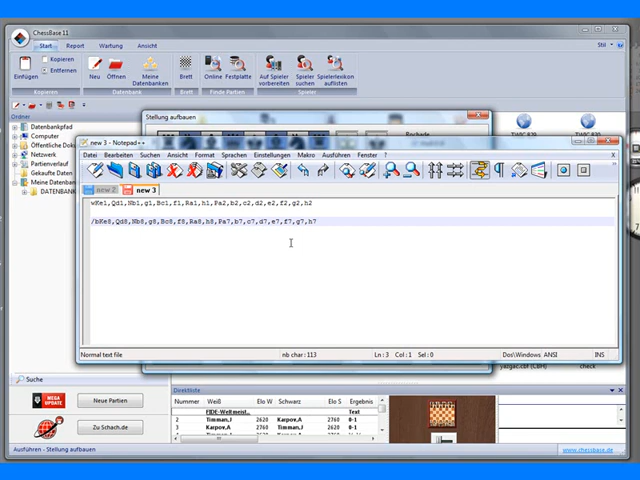 ChessBase 11
Start Report Wartung Ansicht
Stil
Einfügen
Kopieren
Entfernen
Neu Öffnen Meine Datenbanken
Brett
Online Festplatte
Auf Spieler vorbereiten
Spieler suchen
Spielerlexikon auflisten
Kopieren Datenbank Brett Finde Partien Spieler
Ordner
Stellung aufbauen
Datenbankpfad
Computer
Öffentliche Doku
Netzwerk
Partienverlauf
Gekaufte Daten
Meine Datenban
DATENBANK
new 3 - Notepad++
Datei Bearbeiten Suchen Ansicht Format Sprachen Einstellungen Makro Ausführen Fenster ?
new 2 new 3
wKe1,Qd1,Nb1,g1,Bc1,f1,Ra1,h1,Pa2,b2,c2,d2,e2,f2,g2,h2
/bKe8,Qd8,Nb8,g8,Bc8,f8,Ra8,h8,Pa7,b7,c7,d7,e7,f7,g7,h7
Normal text file nb char : 113 Ln : 3 Col : 1 Sel : 0 Dos\Windows ANSI INS
check
Suche
MEGA UPDATE
Neue Partien
Zu Schach.de
Direktliste
Nummer Weiß Elo W Schwarz Elo S Ergebnis
FIDE-WeltmeIst... Text
2 Timman,J 2620 Karpov,A 2760 0-1
3 Karpov,A 2760 Timman,J 2620 1-0
Ausführen - Stellung aufbauen
www.chessbase.de